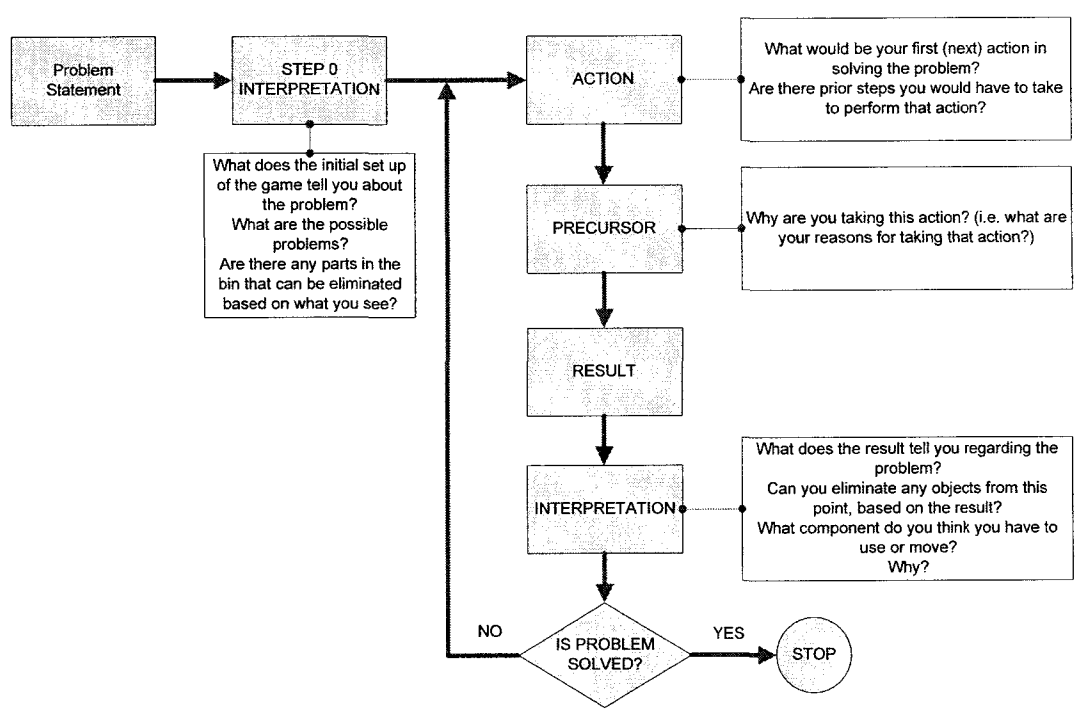 Problem
Statement
STEP 0
INTERPRETATION
What does the initial set up
of the game tell you about
the problem?
What are the possible
problems?
Are there any parts in the
bin that can be eliminated
based on what you see?
ACTION
What would be your first (next) action in
solving the problem?
Are there prior steps you would have to take
to perform that action?
PRECURSOR
Why are you taking this action? (i.e. what are
your reasons for taking that action?)
RESULT
INTERPRETATION
What does the result tell you regarding the
problem?
Can you eliminate any objects from this
point, based on the result?
What component do you think you have to
use or move?
Why?
IS PROBLEM
SOLVED?
NO
YES
STOP